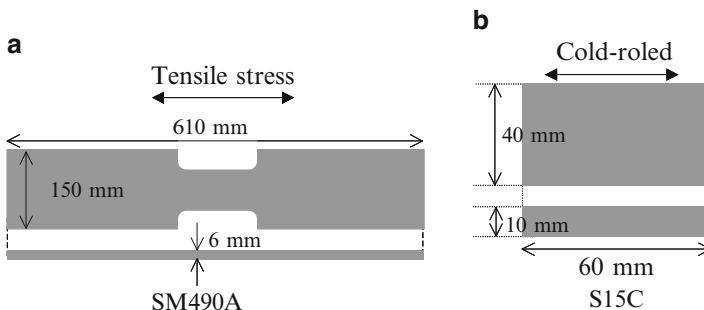 a
Tensile stress
610 mm
150 mm
6 mm
SM490A
b
Cold-roled
40 mm
10 mm
60 mm
S15C